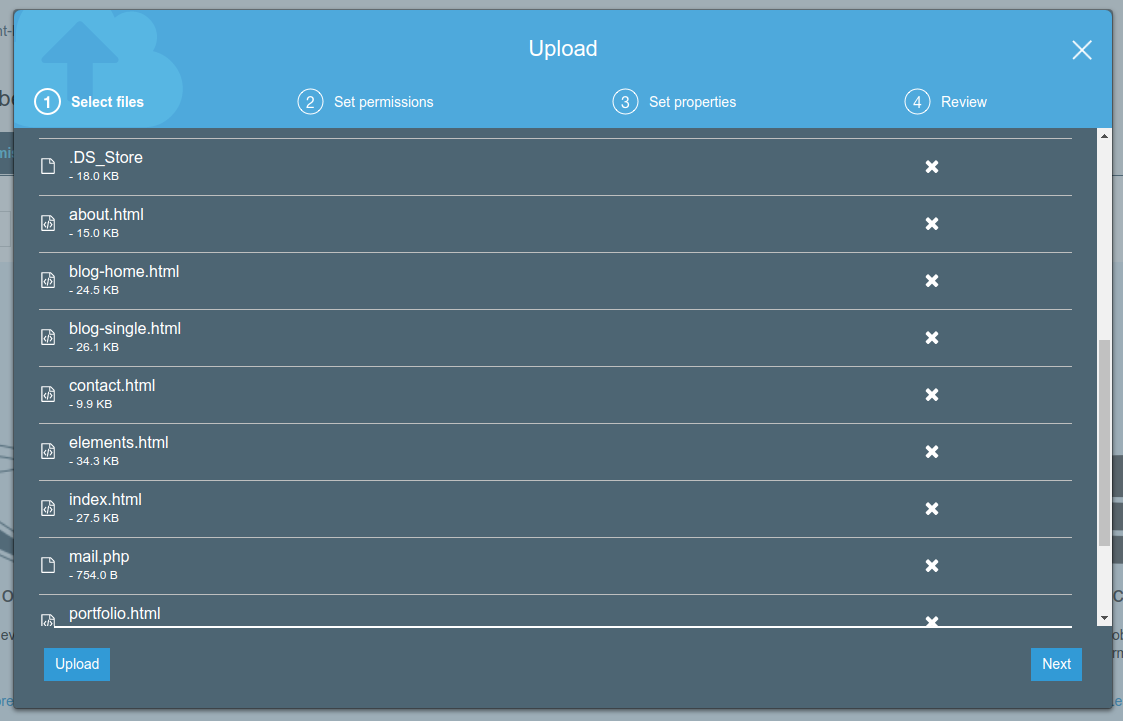 Upload
1 Select files
2 Set permissions
3 Set properties
4 Review
.DS_Store
- 18.0 KB
about.html
- 15.0 KB
blog-home.html
- 24.5 KB
blog-single.html
- 26.1 KB
contact.html
- 9.9 KB
elements.html
- 34.3 KB
index.html
- 27.5 KB
mail.php
- 754.0 B
portfolio.html
Upload
Next